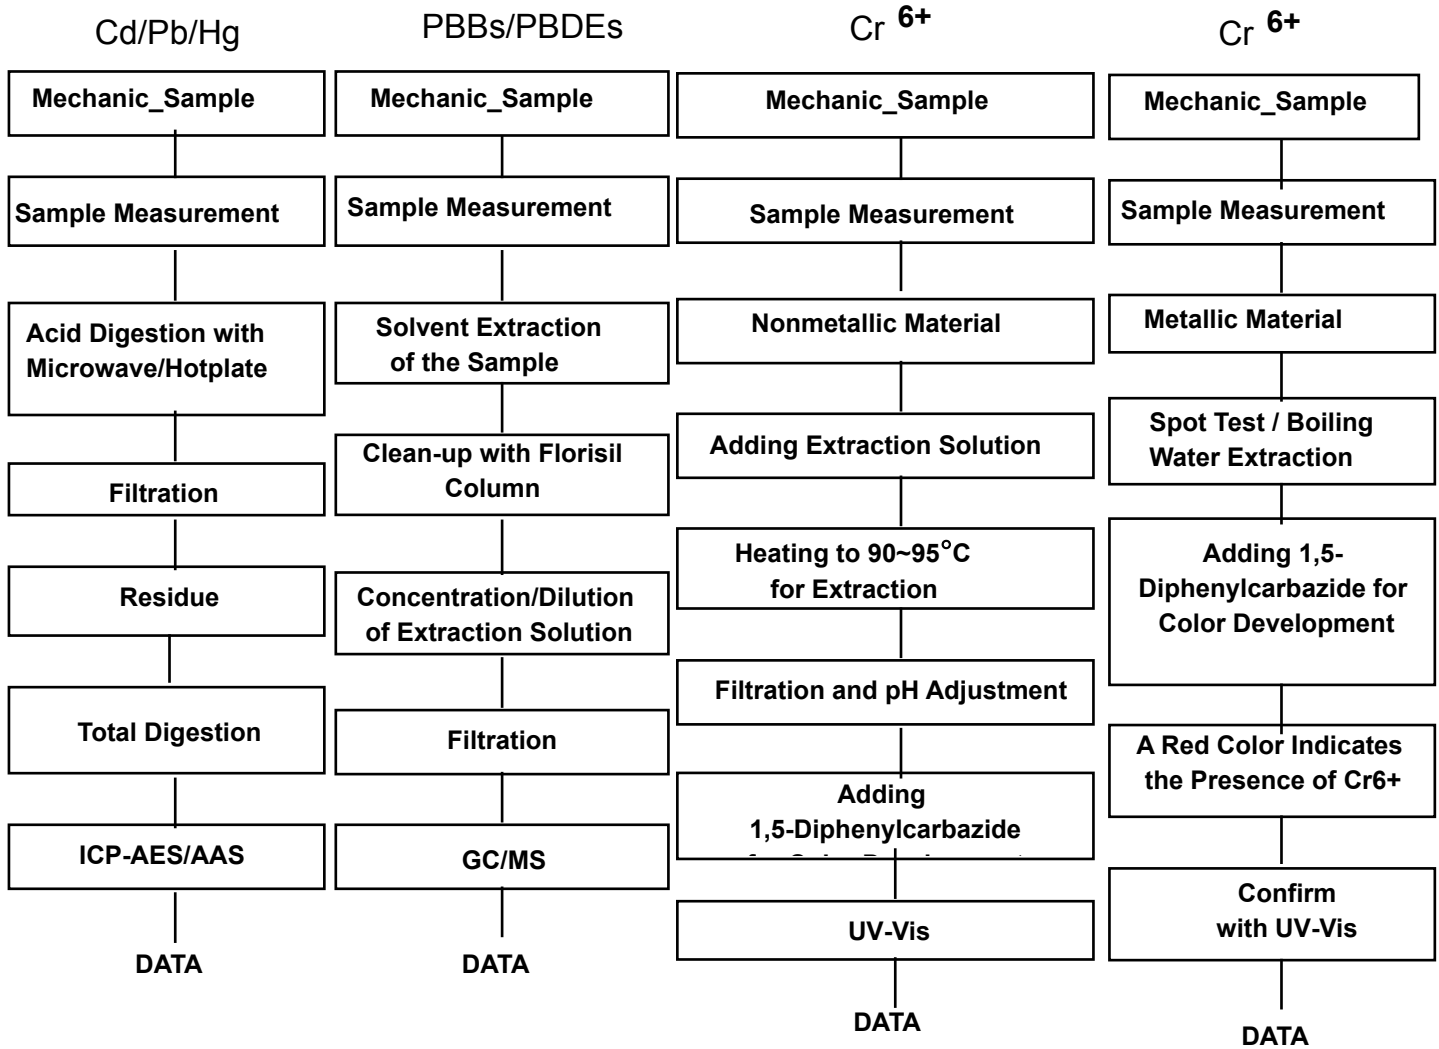 Cd/Pb/Hg
Mechanic_Sample
Sample Measurement
Acid Digestion with
Microwave/Hotplate
Filtration
Residue
Total Digestion
ICP-AES/AAS
DATA
PBBs/PBDEs
Mechanic_Sample
Sample Measurement
Solvent Extraction
of the Sample
Clean-up with Florisil
Column
Concentration/Dilution
of Extraction Solution
Filtration
GC/MS
DATA
Cr 6+
Mechanic_Sample
Sample Measurement
Nonmetallic Material
Adding Extraction Solution
Heating to 90~95°C
for Extraction
Filtration and pH Adjustment
Adding
1,5-Diphenylcarbazide
UV-Vis
DATA
Cr 6+
Mechanic_Sample
Sample Measurement
Metallic Material
Spot Test / Boiling
Water Extraction
Adding 1,5-
Diphenylcarbazide for
Color Development
A Red Color Indicates
the Presence of Cr6+
Confirm
with UV-Vis
DATA